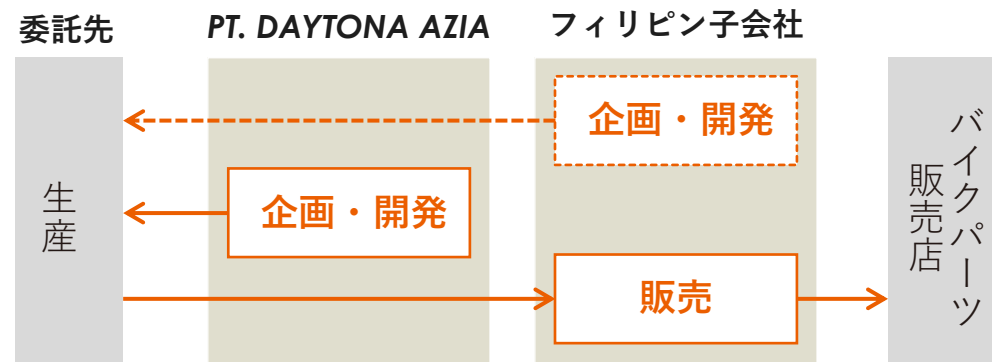 委託先
PT. DAYTONA AZIA
フィリピン子会社
企画・開発
生産
企画・開発
販売
バイクパーツ
販売店